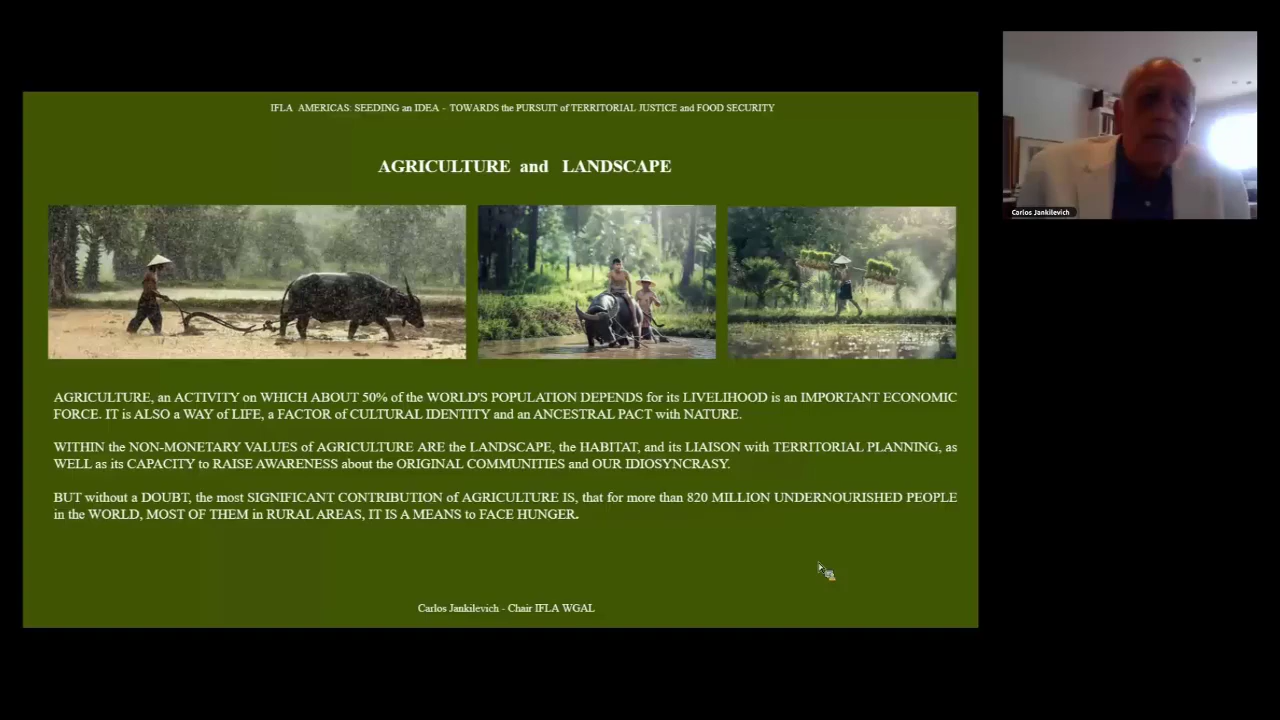 IFLA AMERICAS: SEEDING an IDEA - TOWARDS the PURSUIT of TERRITORIAL JUSTICE and FOOD SECURITY
AGRICULTURE and LANDSCAPE
AGRICULTURE, an ACTIVITY on WHICH ABOUT 50% of the WORLD'S POPULATION DEPENDS for its LIVELIHOOD is an IMPORTANT ECONOMIC
FORCE. IT is ALSO a WAY of LIFE, a FACTOR of CULTURAL IDENTITY and an ANCESTRAL PACT with NATURE.
WITHIN the NON-MONETARY VALUES of AGRICULTURE ARE the LANDSCAPE, the HABITAT, and its LIAISON with TERRITORIAL PLANNING, as
WELL as its CAPACITY to RAISE AWARENESS about the ORIGINAL COMMUNITIES and OUR IDIOSYNCRASY.
BUT without a DOUBT, the most SIGNIFICANT CONTRIBUTION of AGRICULTURE IS, that for more than 820 MILLION UNDERNOURISHED PEOPLE
in the WORLD, MOST OF THEM in RURAL AREAS, IT IS A MEANS to FACE HUNGER.
Carlos Jankilevich - Chair IFLA WGAL
Carlos Jankilevich